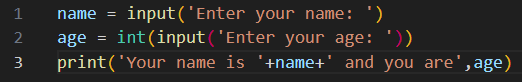 1 name = input('Enter your name: ')
2 age = int(input('Enter your age: '))
3 print('Your name is '+name+' and you are',age)